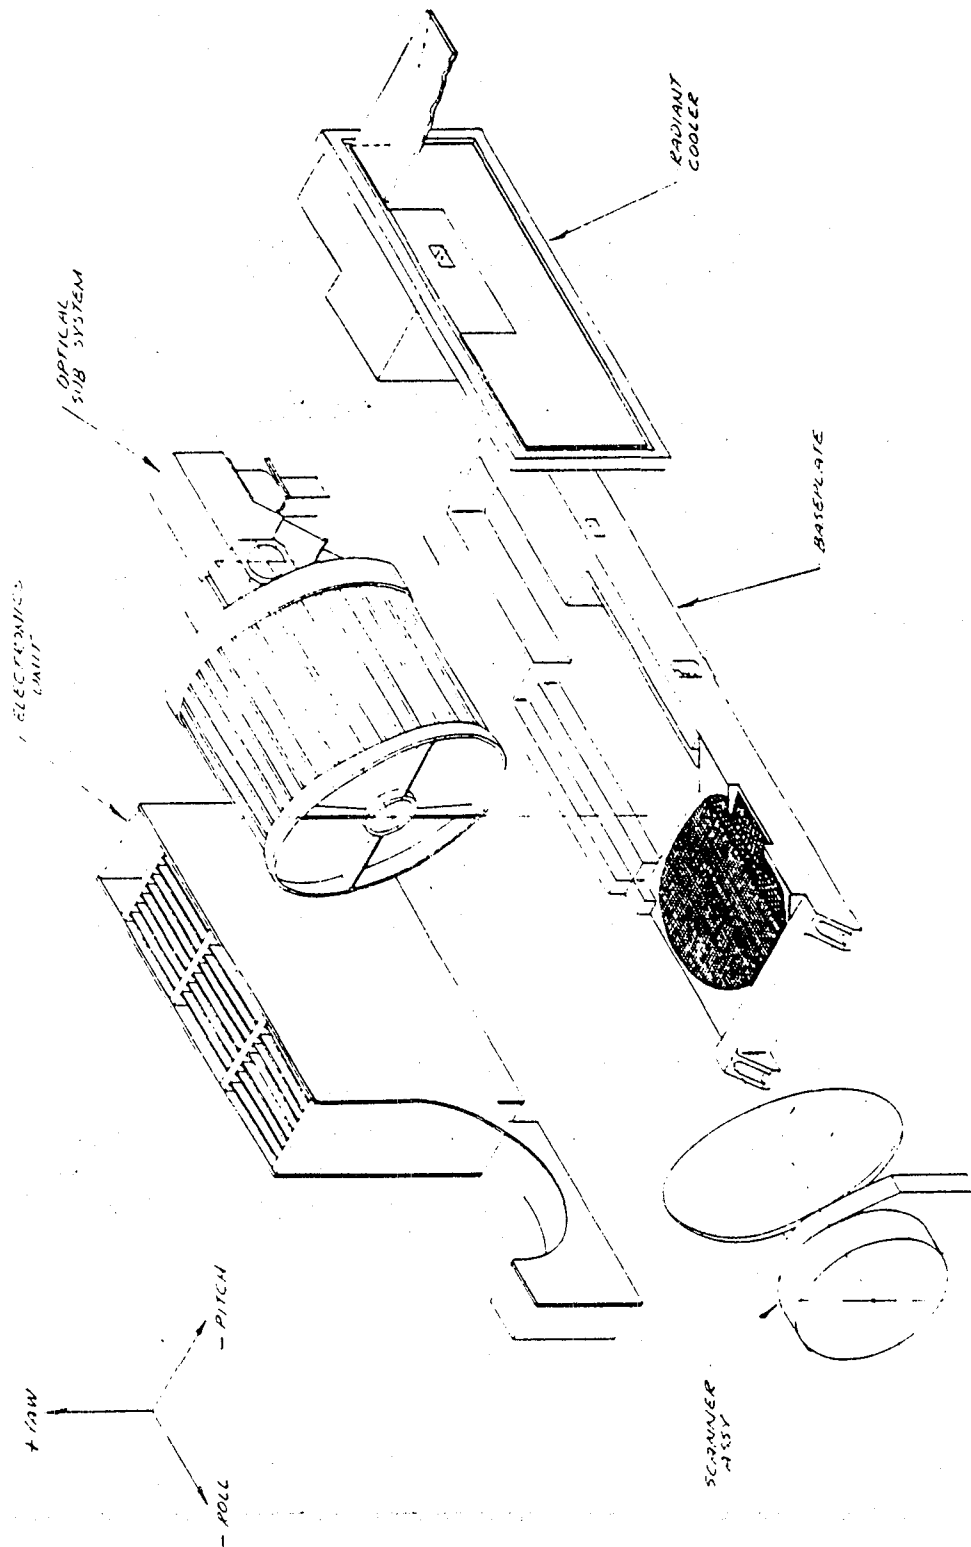 + YAW
- PITCH
- ROLL
ELECTRONICS
UNIT
OPTICAL
SUB SYSTEM
RADIANT
COOLER
BASEPLATE
SCANNER
ASSY